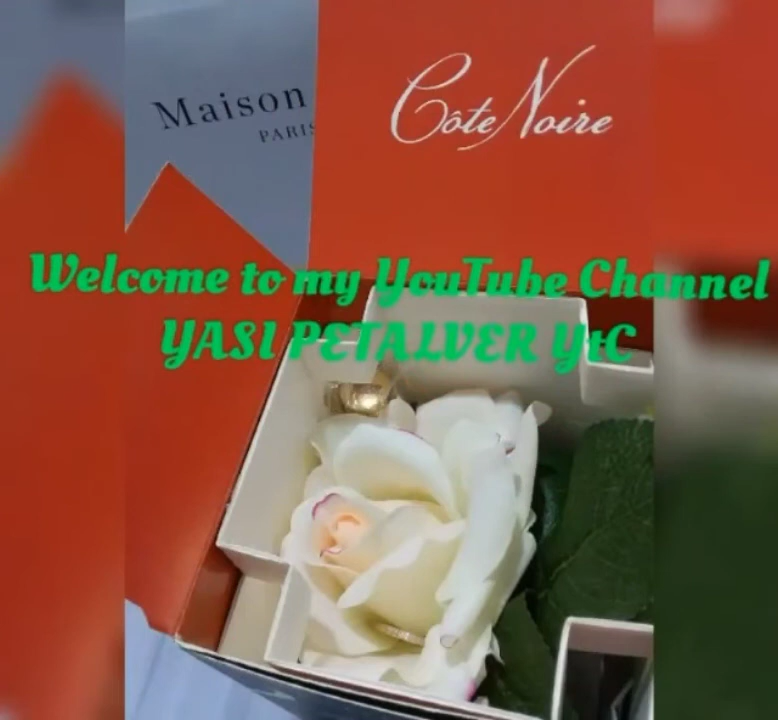 Maison
PARIS
Côte Noire
Welcome to my YouTube Channel
YASI PETALVER YtC